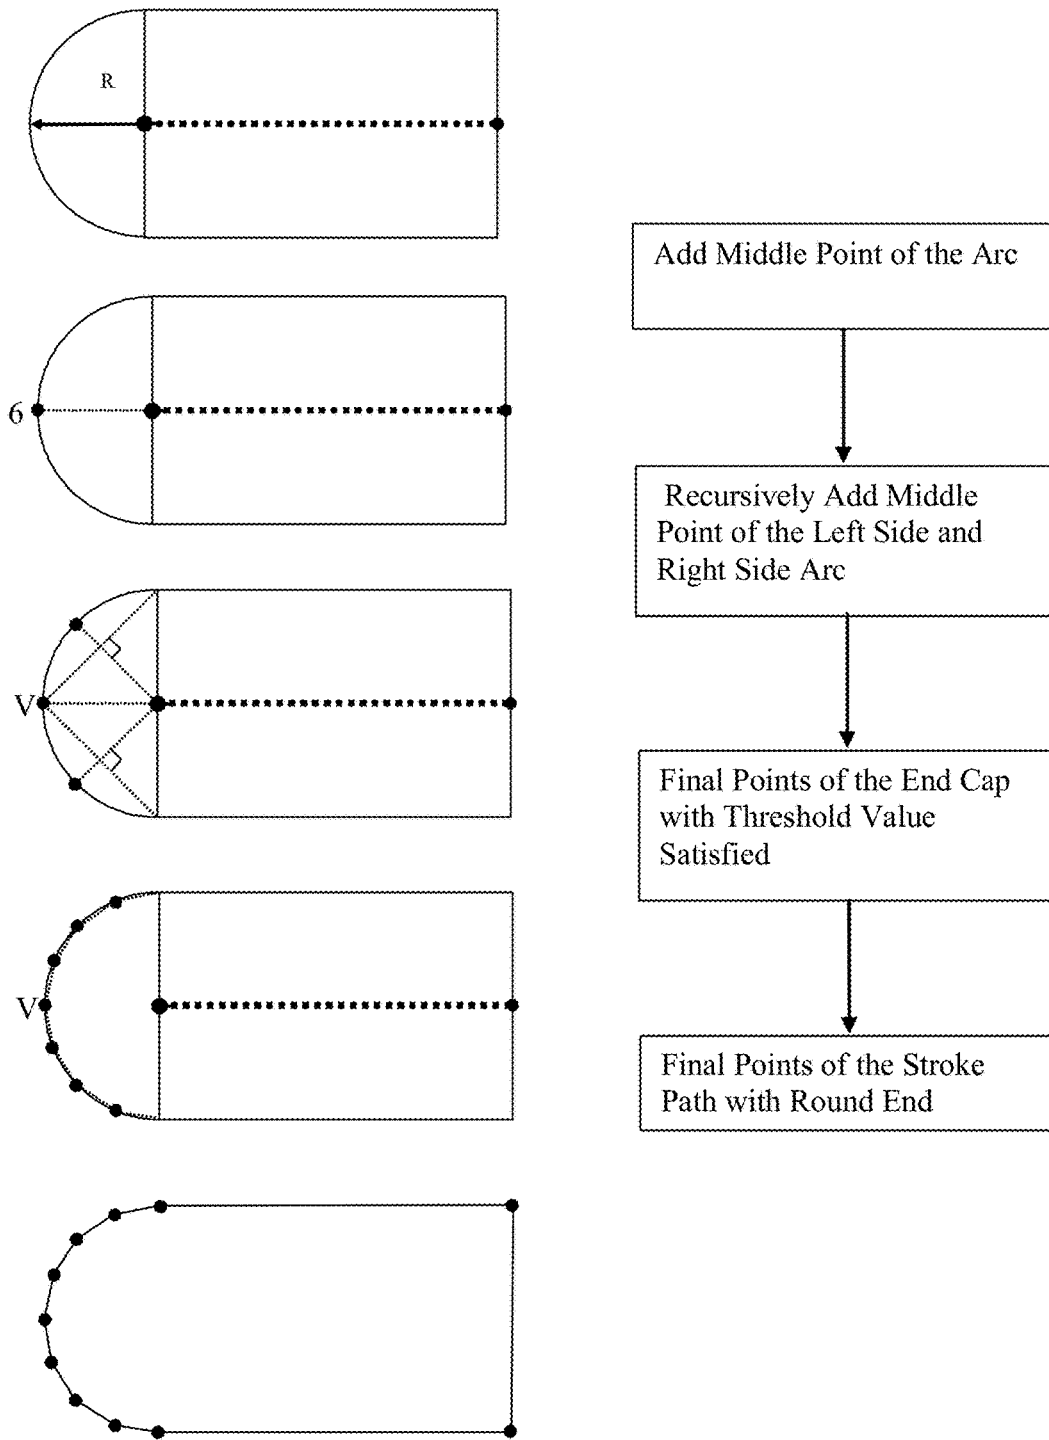 R
Add Middle Point of the Arc
6
Recursively Add Middle
Point of the Left Side and
Right Side Arc
V
Final Points of the End Cap
with Threshold Value
Satisfied
V
Final Points of the Stroke
Path with Round End